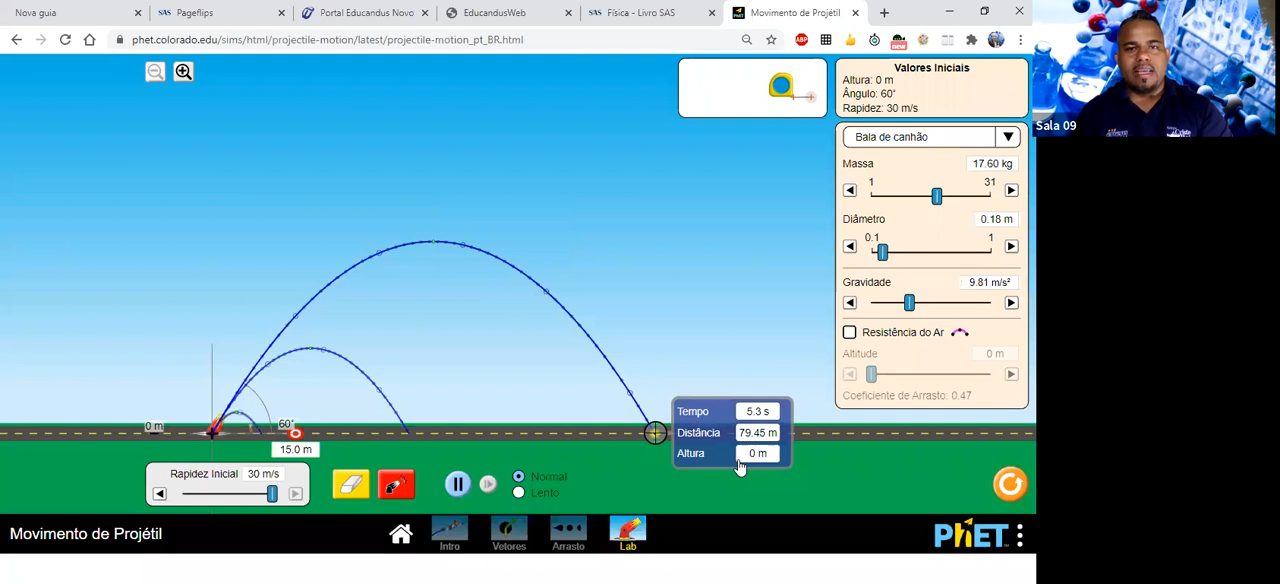 Nova guia
SAS Pageflips
Portal Educandus Novo
EducandusWeb
SAS Física - Livro SAS
Movimento de Projétil
phet.colorado.edu/sims/html/projectile-motion/latest/projectile-motion_pt_BR.html
ABP
new
Valores Iniciais
Altura: 0 m
Ângulo: 60°
Rapidez: 30 m/s
Sala 09
Bala de canhão
Massa 17.60 kg
1 31
Diâmetro 0.18 m
0.1 1
Gravidade 9.81 m/s²
Resistência do Ar
Altitude 0 m
Coeficiente de Arrasto: 0.47
0 m
60°
15.0 m
Tempo 5.3 s
Distância 79.45 m
Altura 0 m
Rapidez Inicial 30 m/s
Normal
Lento
Movimento de Projétil
Intro
Vetores
Arrasto
Lab
PhET